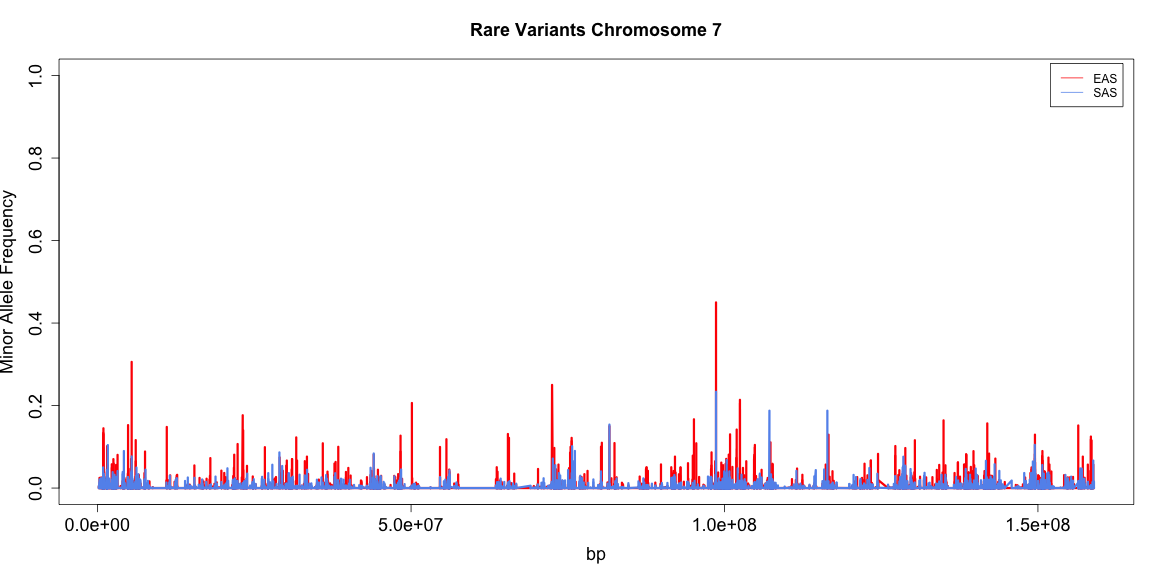 Rare Variants Chromosome 7
EAS
SAS
Minor Allele Frequency
1.0
0.8
0.6
0.4
0.2
0.0
0.0e+00 5.0e+07 1.0e+08 1.5e+08
bp